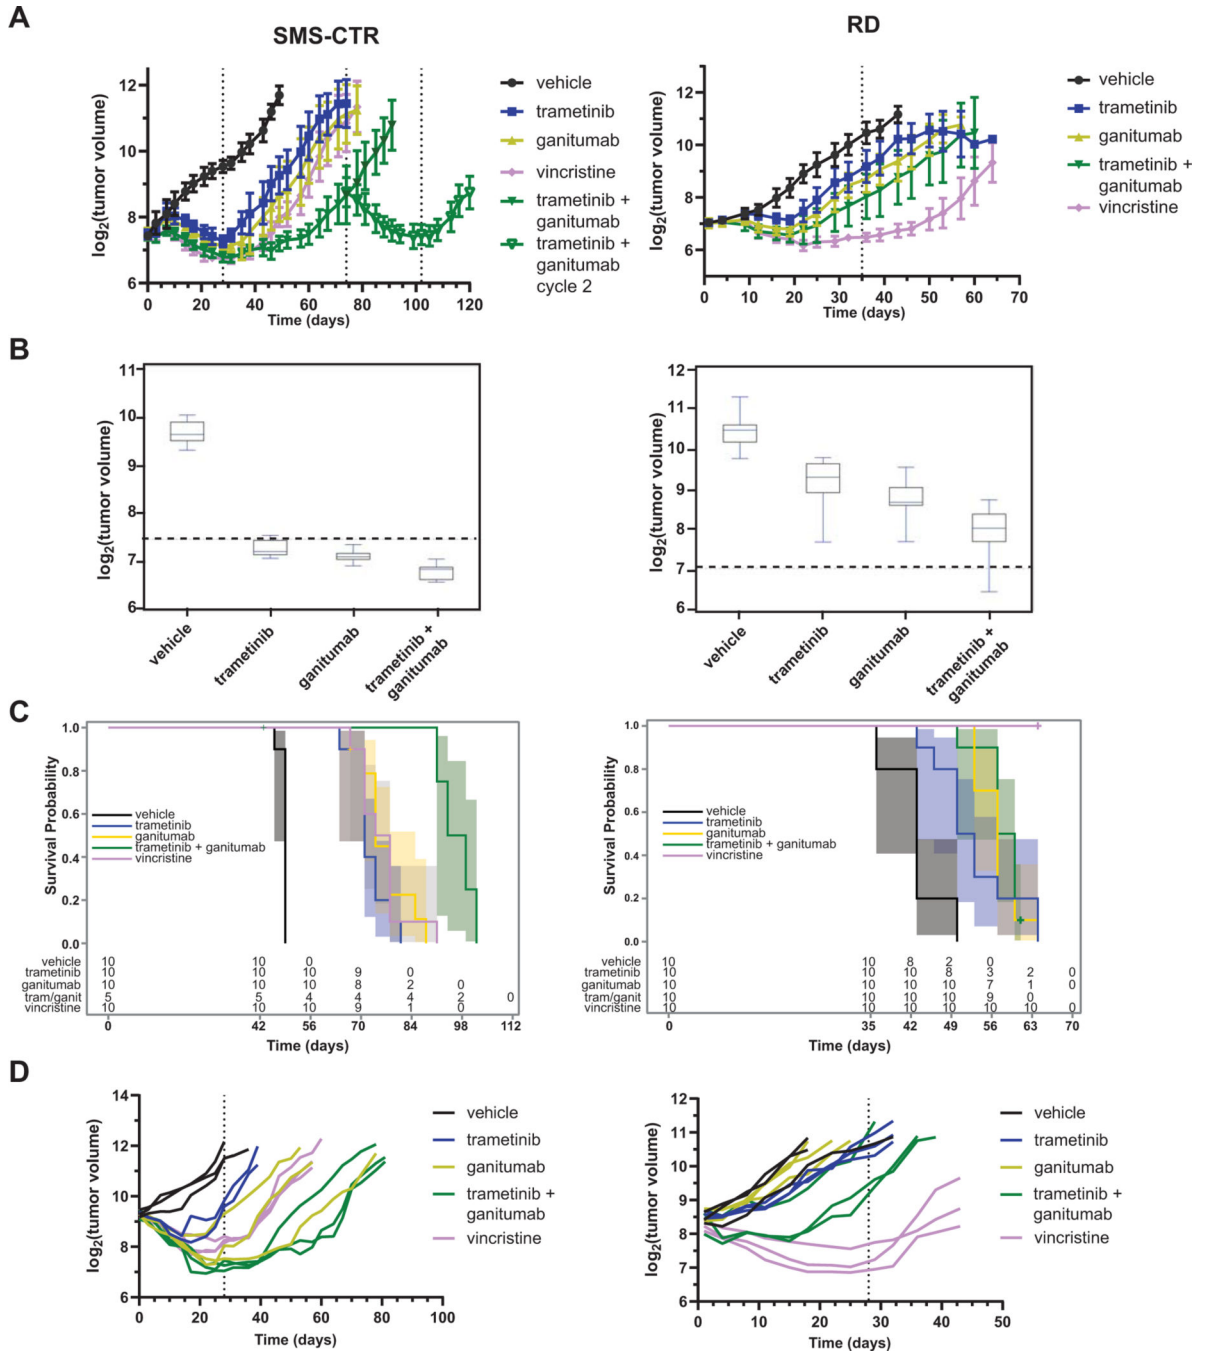 A
SMS-CTR
RD
log2(tumor volume)
12
10
8
6
0 20 40 60 80 100 120
Time (days)
vehicle
trametinib
ganitumab
vincristine
trametinib +
ganitumab
trametinib +
ganitumab
cycle 2
log2(tumor volume)
12
10
8
6
0 10 20 30 40 50 60 70
Time (days)
vehicle
trametinib
ganitumab
trametinib +
ganitumab
vincristine
B
log2(tumor volume)
11
10
9
8
7
6
vehicle
trametinib
ganitumab
trametinib +
ganitumab
log2(tumor volume)
12
11
10
9
8
7
6
vehicle
trametinib
ganitumab
trametinib +
ganitumab
C
Survival Probability
1.0
0.8
0.6
0.4
0.2
0.0
vehicle
trametinib
ganitumab
trametinib + ganitumab
vincristine
vehicle 10 10 0
trametinib 10 10 10 9 0
ganitumab 10 10 10 8 2 0
tram/ganit 5 5 4 4 4 2 0
vincristine 10 10 10 9 1 0
0 42 56 70 84 98 112
Time (days)
Survival Probability
1.0
0.8
0.6
0.4
0.2
0.0
vehicle
trametinib
ganitumab
trametinib + ganitumab
vincristine
vehicle 10 10 8 2 0
trametinib 10 10 10 8 3 2 0
ganitumab 10 10 10 10 7 1 0
tram/ganit 10 10 10 10 9 0
vincristine 10 10 10 10 10 10 0
0 35 42 49 56 63 70
Time (days)
D
log2(tumor volume)
14
12
10
8
6
0 20 40 60 80 100
Time (days)
vehicle
trametinib
ganitumab
trametinib +
ganitumab
vincristine
log2(tumor volume)
12
11
10
9
8
7
6
0 10 20 30 40 50
Time (days)
vehicle
trametinib
ganitumab
trametinib +
ganitumab
vincristine